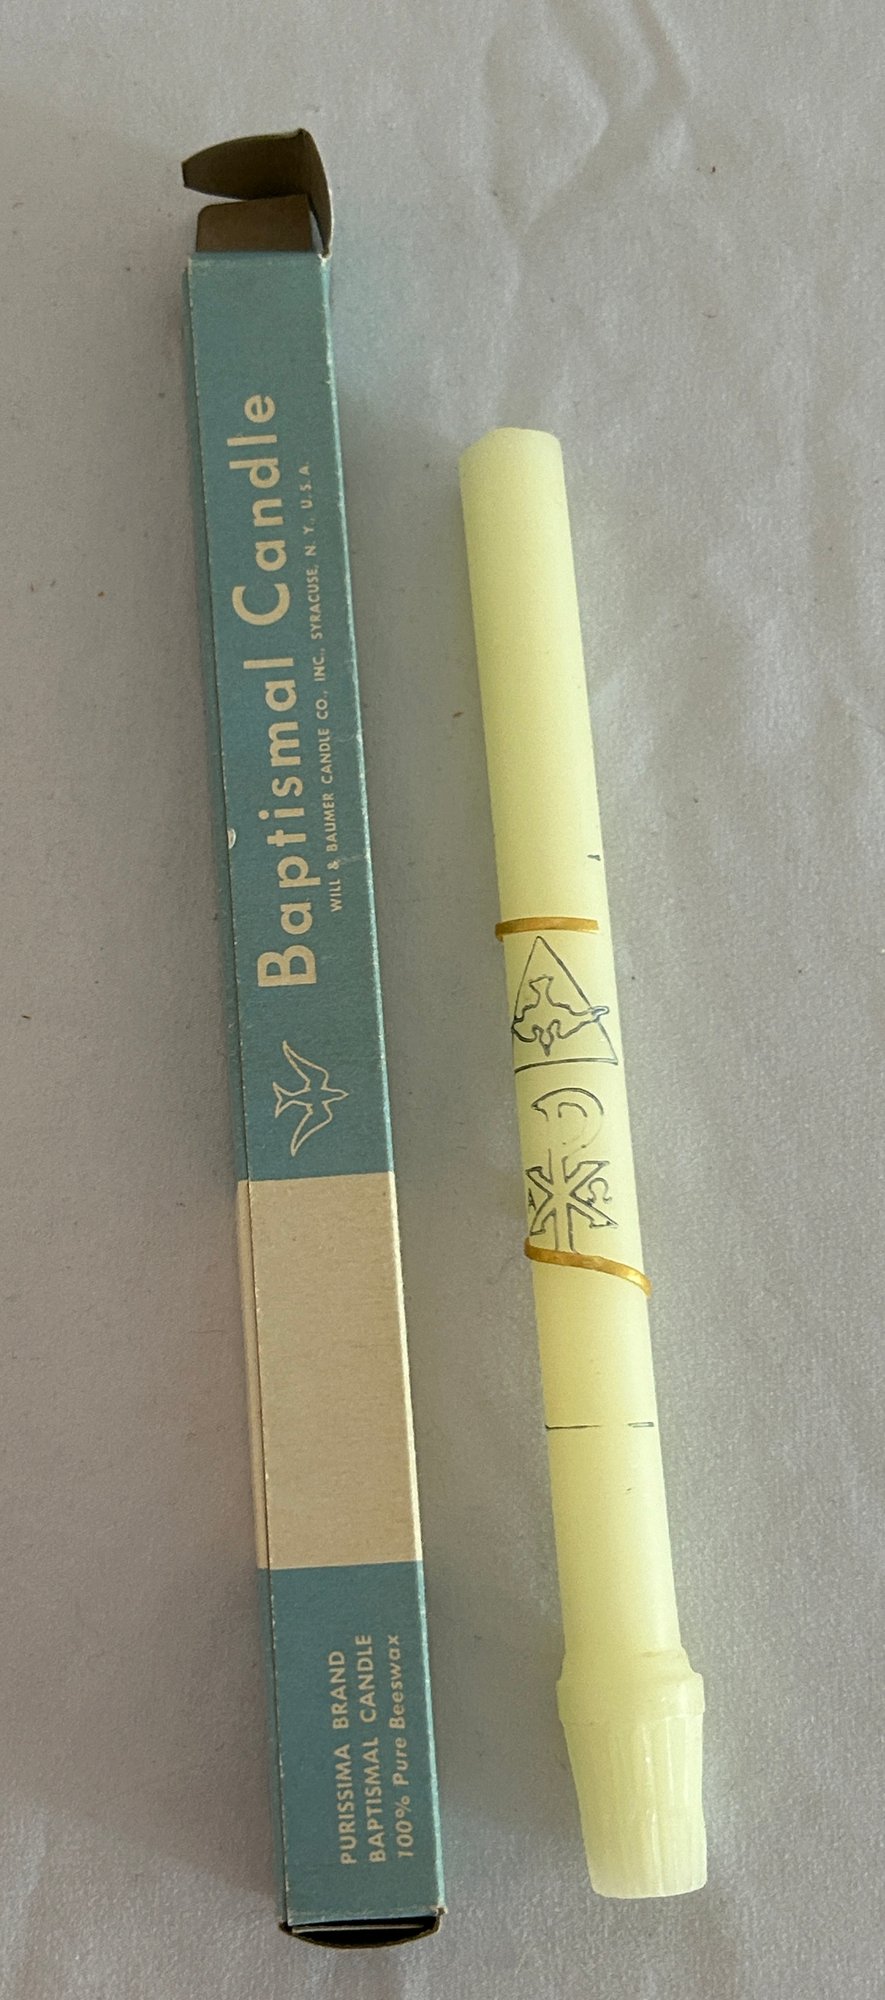 Baptismal Candle
WILL & BAUMER CANDLE CO., INC., SYRACUSE, N. Y., U.S.A.
PURISSIMA BRAND
BAPTISMAL CANDLE
100% Pure Beeswax